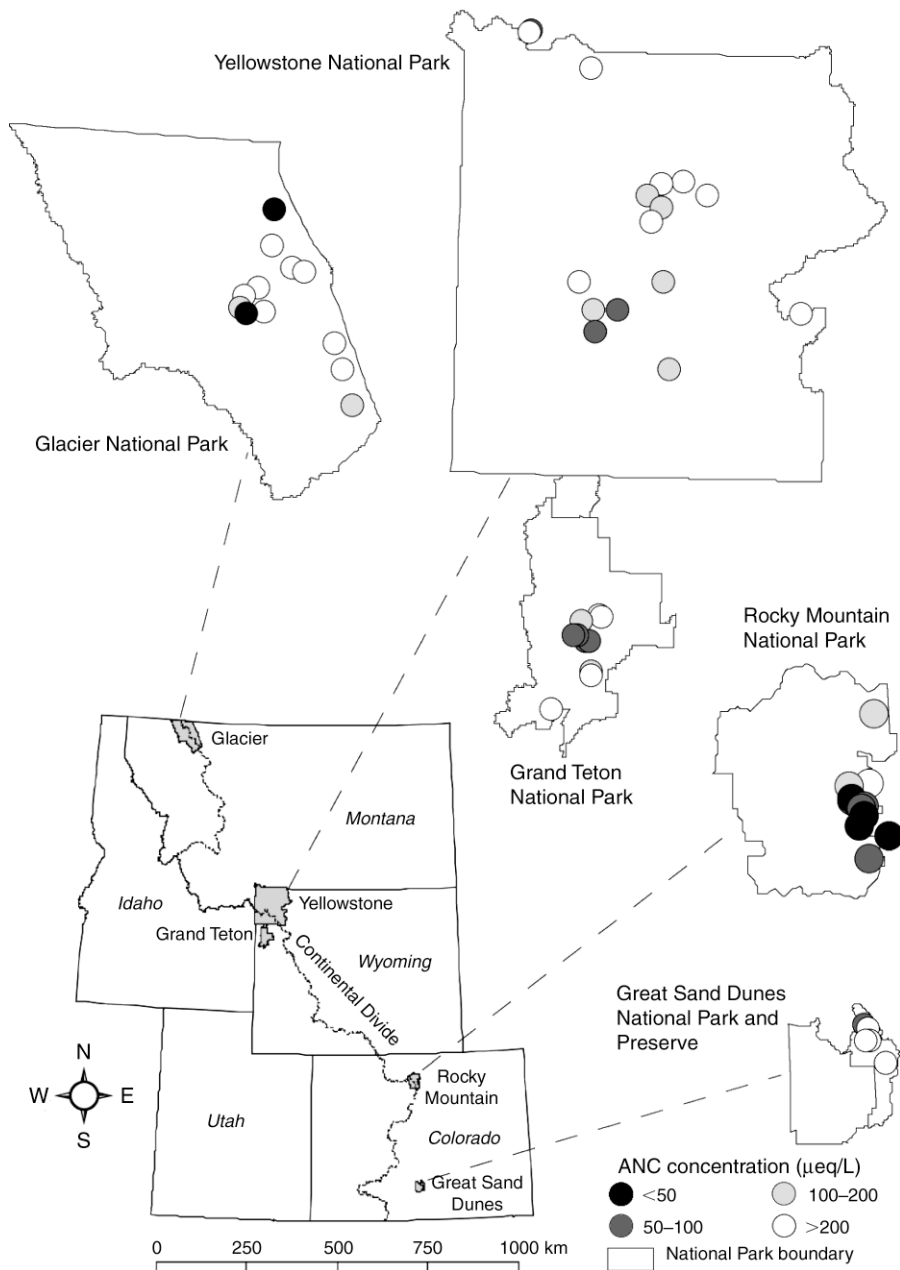 Yellowstone National Park
Glacier National Park
Rocky Mountain
National Park
Grand Teton
National Park
Glacier
Montana
Idaho
Yellowstone
Grand Teton
Continental Divide
Wyoming
Great Sand Dunes
National Park and
Preserve
N
W E
S
Rocky
Mountain
Utah
Colorado
Great Sand
Dunes
ANC concentration (µeq/L)
<50 100–200
50–100 >200
National Park boundary
0 250 500 750 1000 km